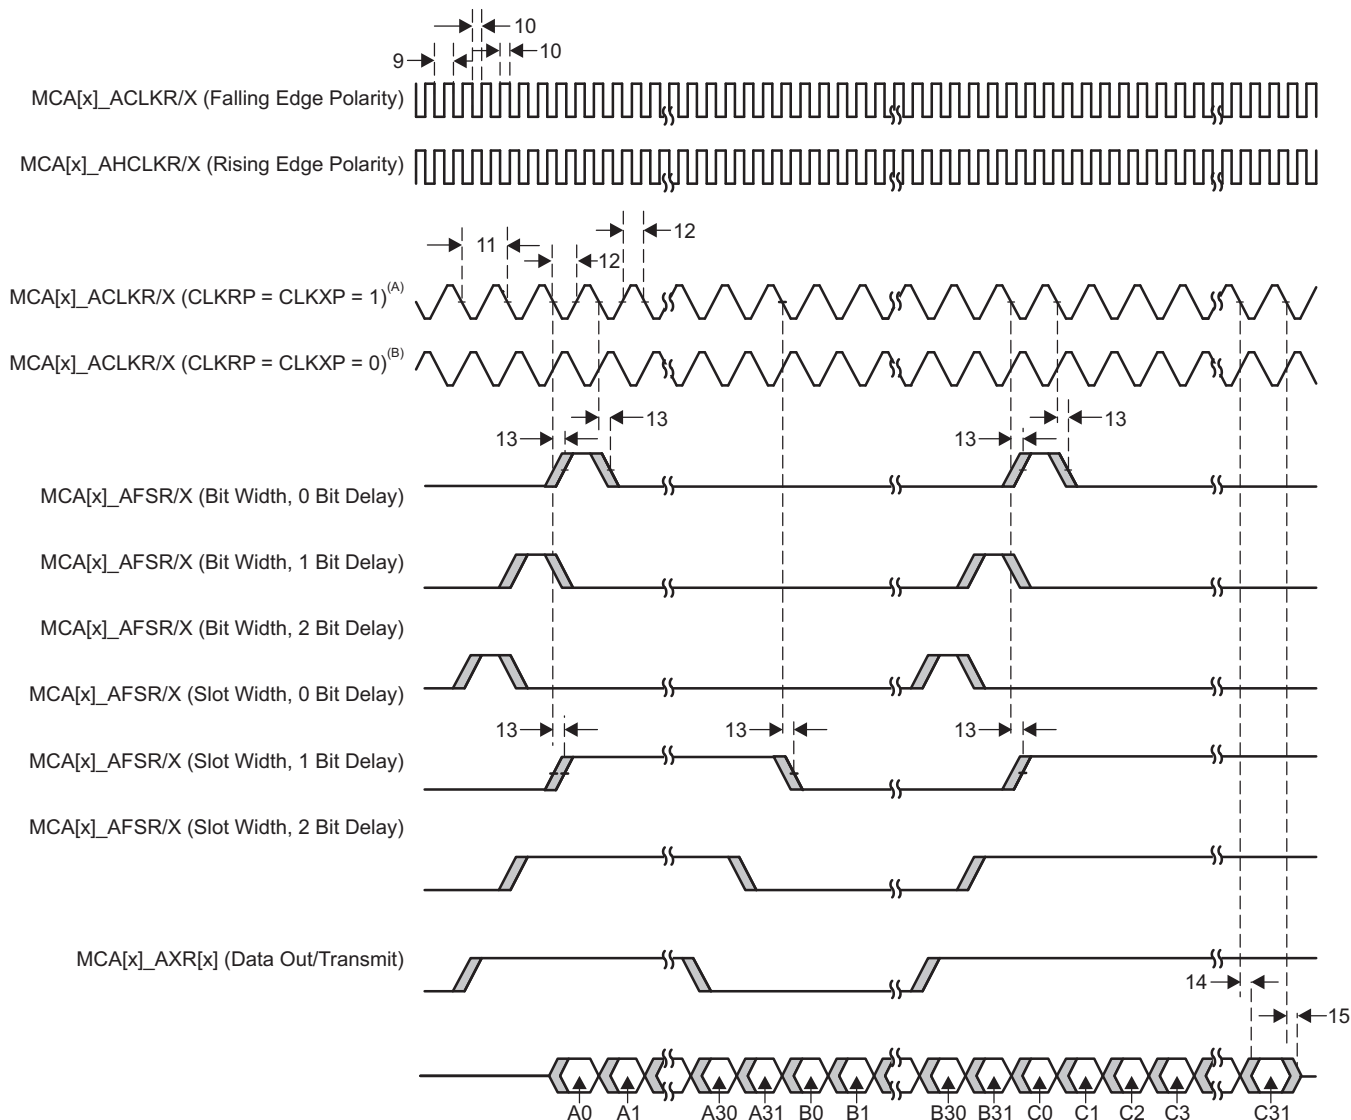 10
9
10
MCA[x]_ACLKR/X (Falling Edge Polarity)
MCA[x]_AHCLKR/X (Rising Edge Polarity)
12
11
12
MCA[x]_ACLKR/X (CLKRP = CLKXP = 1)(A)
MCA[x]_ACLKR/X (CLKRP = CLKXP = 0)(B)
13
13
13
13
MCA[x]_AFSR/X (Bit Width, 0 Bit Delay)
MCA[x]_AFSR/X (Bit Width, 1 Bit Delay)
MCA[x]_AFSR/X (Bit Width, 2 Bit Delay)
MCA[x]_AFSR/X (Slot Width, 0 Bit Delay)
13
13
13
MCA[x]_AFSR/X (Slot Width, 1 Bit Delay)
MCA[x]_AFSR/X (Slot Width, 2 Bit Delay)
MCA[x]_AXR[x] (Data Out/Transmit)
14
15
A0 A1 A30 A31 B0 B1 B30 B31 C0 C1 C2 C3 C31